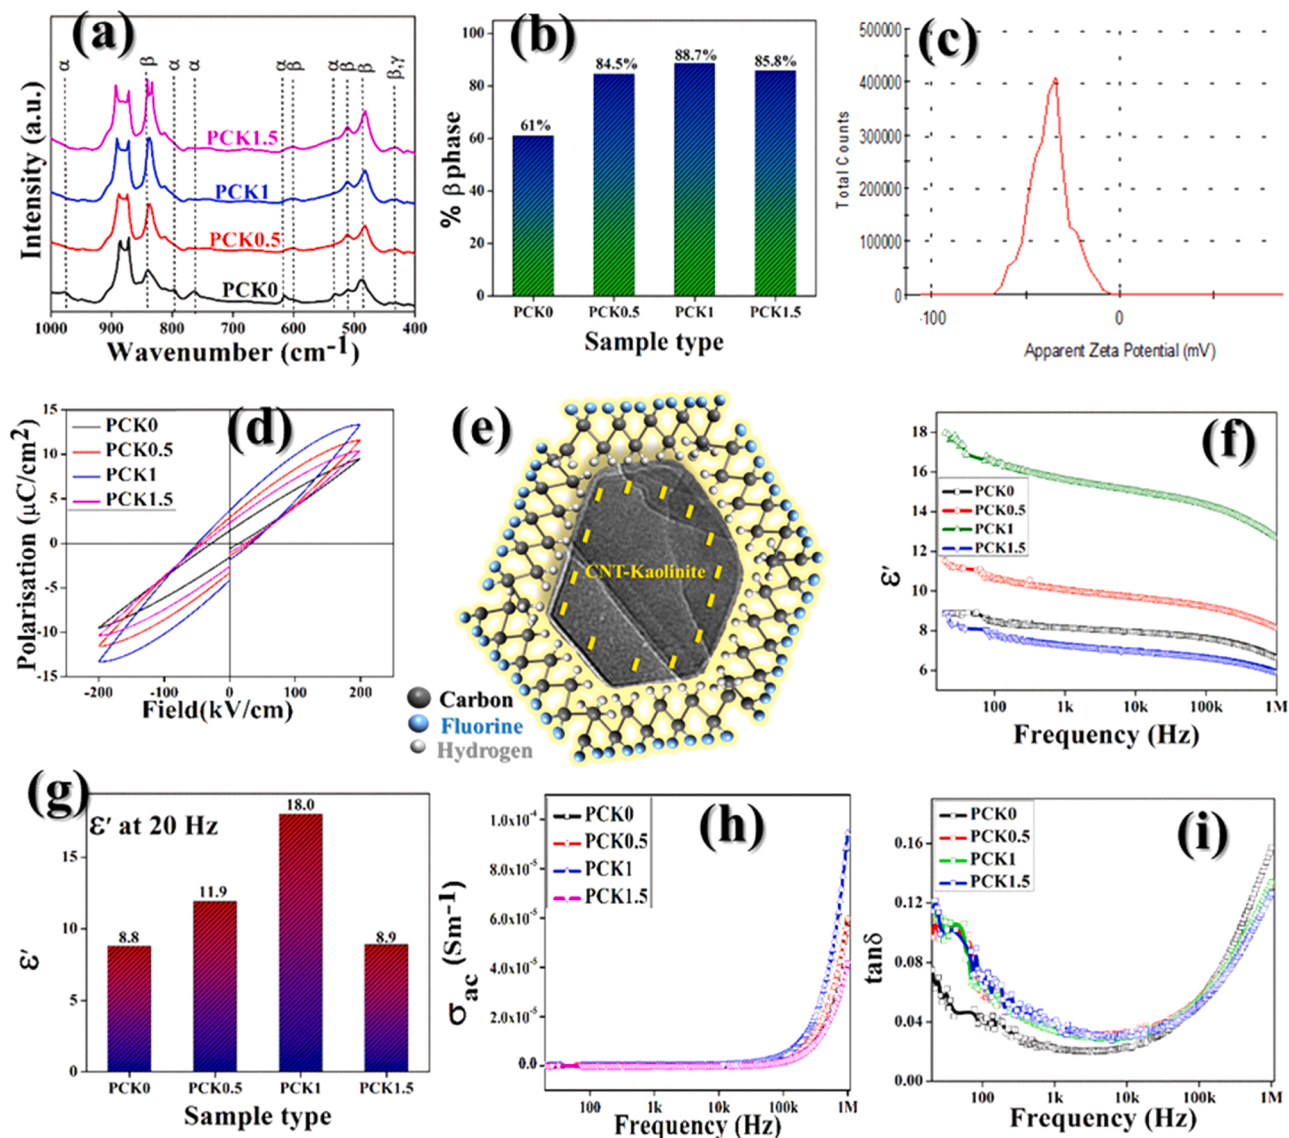 (a)
Intensity (a.u.)
α
β
α
α
α
β
α
β
β
β,γ
PCK1.5
PCK1
PCK0.5
PCK0
1000 900 800 700 600 500 400
Wavenumber (cm-1)
(b)
% β phase
100
80
60
40
20
0
61%
84.5%
88.7%
85.8%
PCK0 PCK0.5 PCK1 PCK1.5
Sample type
(c)
Total Counts
500000
400000
300000
200000
100000
0
-100 0
Apparent Zeta Potential (mV)
(d)
Polarisation (μC/cm2)
15
10
5
0
-5
-10
-15
PCK0
PCK0.5
PCK1
PCK1.5
-200 -100 0 100 200
Field(kV/cm)
(e)
CNT-Kaolinite
Carbon
Fluorine
Hydrogen
(f)
ε′
18
16
14
12
10
8
6
PCK0
PCK0.5
PCK1
PCK1.5
100 1k 10k 100k 1M
Frequency (Hz)
(g)
ε′ at 20 Hz
ε′
15
10
5
0
8.8
11.9
18.0
8.9
PCK0 PCK0.5 PCK1 PCK1.5
Sample type
(h)
σac (Sm-1)
1.0x10-4
8.0x10-5
6.0x10-5
4.0x10-5
2.0x10-5
0.0
PCK0
PCK0.5
PCK1
PCK1.5
100 1k 10k 100k 1M
Frequency (Hz)
(i)
tanδ
0.16
0.12
0.08
0.04
0.00
PCK0
PCK0.5
PCK1
PCK1.5
100 1k 10k 100k 1M
Frequency (Hz)